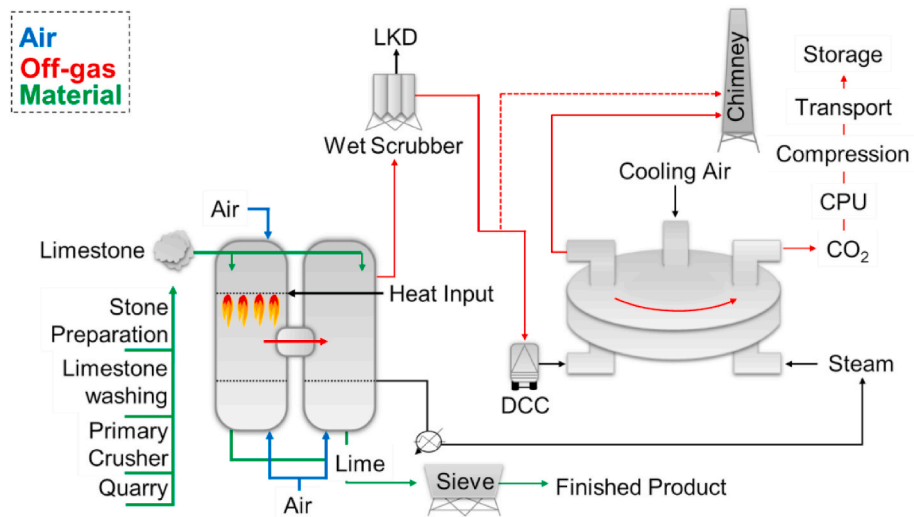 Air
Off-gas
Material
LKD
Wet Scrubber
Chimney
Storage
Transport
Compression
CPU
CO₂
Cooling Air
Air
Limestone
Heat Input
Stone
Preparation
Limestone
washing
Primary
Crusher
Quarry
DCC
Steam
Lime
Air
Sieve
Finished Product